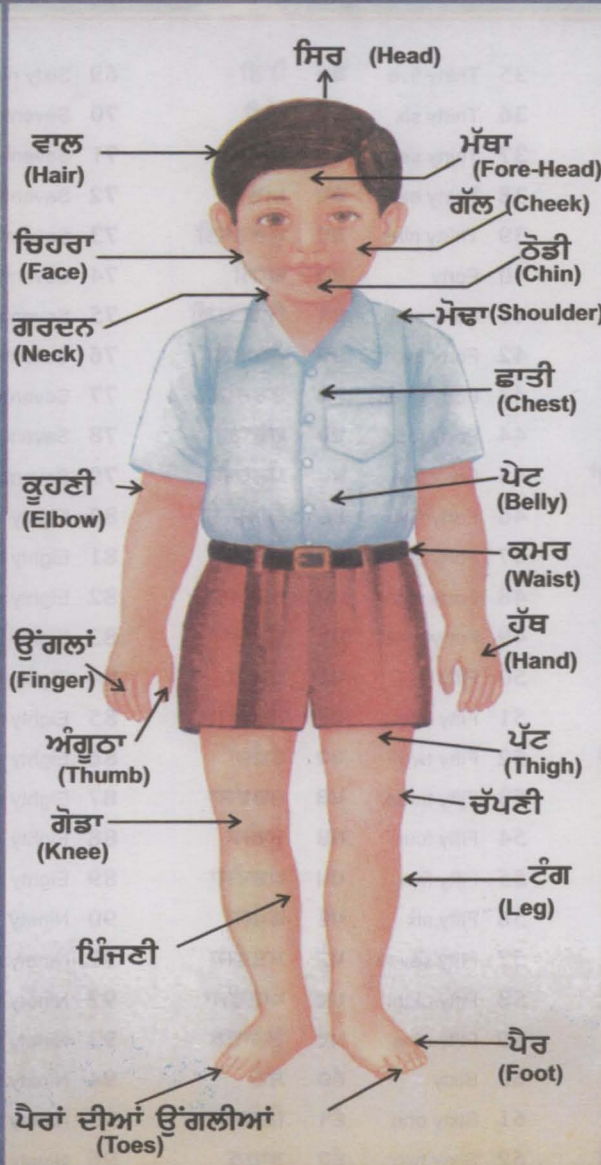 ਸਿਰ (Head)
ਵਾਲ
(Hair)
ਮੱਥਾ
(Fore-Head)
ਗੱਲ (Cheek)
ਚਿਹਰਾ
(Face)
ਠੋਡੀ
(Chin)
ਗਰਦਨ
(Neck)
ਮੋਢਾ(Shoulder)
ਛਾਤੀ
(Chest)
ਕੂਹਣੀ
(Elbow)
ਪੇਟ
(Belly)
ਕਮਰ
(Waist)
ਹੱਥ
(Hand)
ਉਂਗਲਾਂ
(Finger)
ਅੰਗੂਠਾ
(Thumb)
ਪੱਟ
(Thigh)
ਚੱਪਣੀ
ਗੋਡਾ
(Knee)
ਟੰਗ
(Leg)
ਪਿੰਜਣੀ
ਪੈਰ
(Foot)
ਪੈਰਾਂ ਦੀਆਂ ਉਂਗਲੀਆਂ
(Toes)